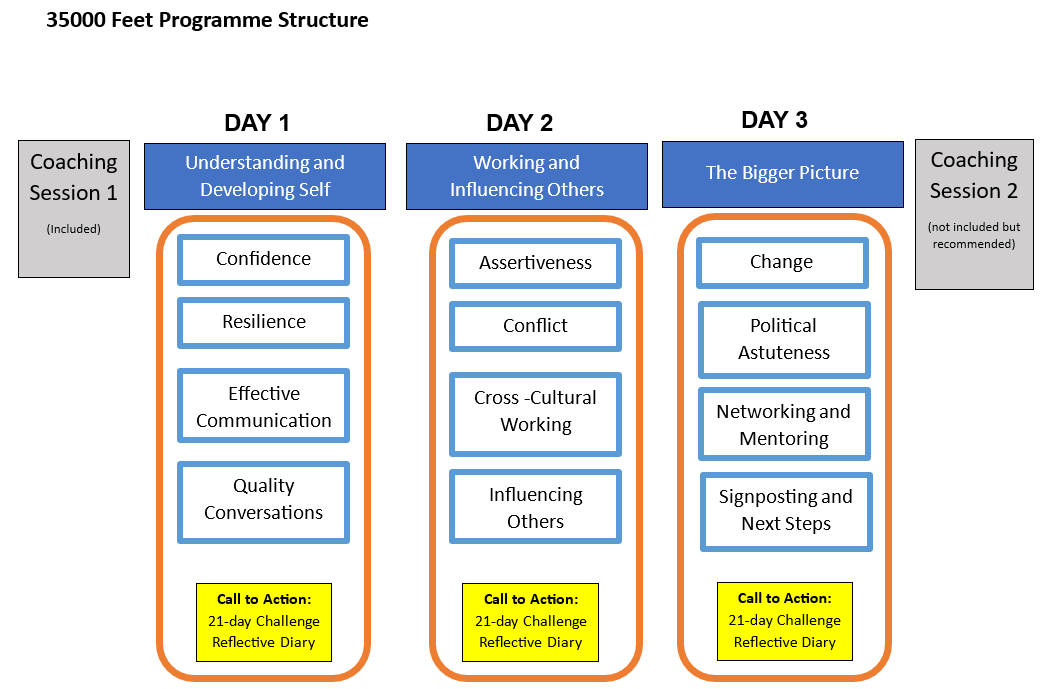 35000 Feet Programme Structure
Coaching
Session 1
(Included)
DAY 1
Understanding and
Developing Self
Confidence
Resilience
Effective
Communication
Quality
Conversations
Call to Action:
21-day Challenge
Reflective Diary
DAY 2
Working and
Influencing Others
Assertiveness
Conflict
Cross -Cultural
Working
Influencing
Others
Call to Action:
21-day Challenge
Reflective Diary
DAY 3
The Bigger Picture
Change
Political
Astuteness
Networking and
Mentoring
Signposting and
Next Steps
Call to Action:
21-day Challenge
Reflective Diary
Coaching
Session 2
(not included but
recommended)